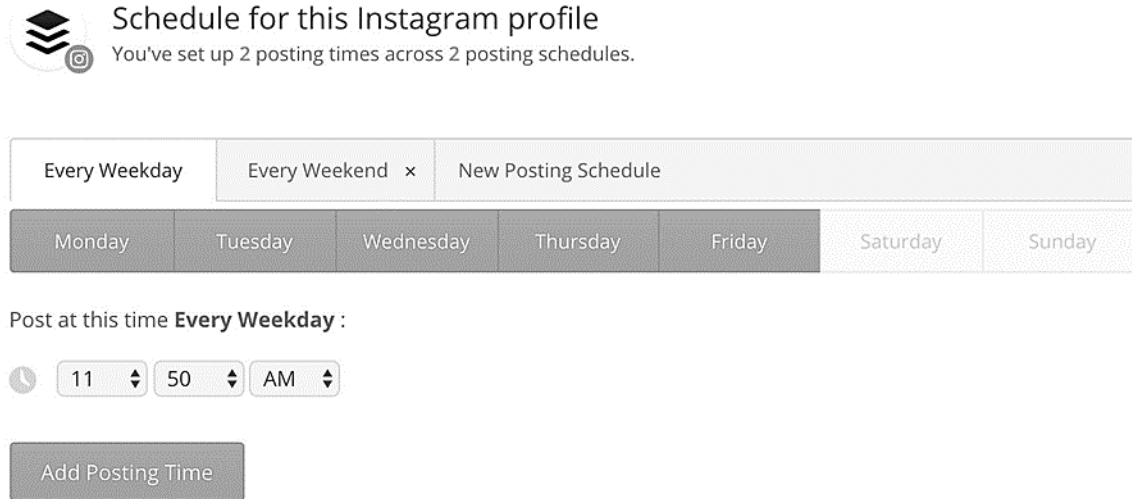 Schedule for this Instagram profile
You've set up 2 posting times across 2 posting schedules.
Every Weekday Every Weekend × New Posting Schedule
Monday Tuesday Wednesday Thursday Friday Saturday Sunday
Post at this time Every Weekday :
11 50 AM
Add Posting Time